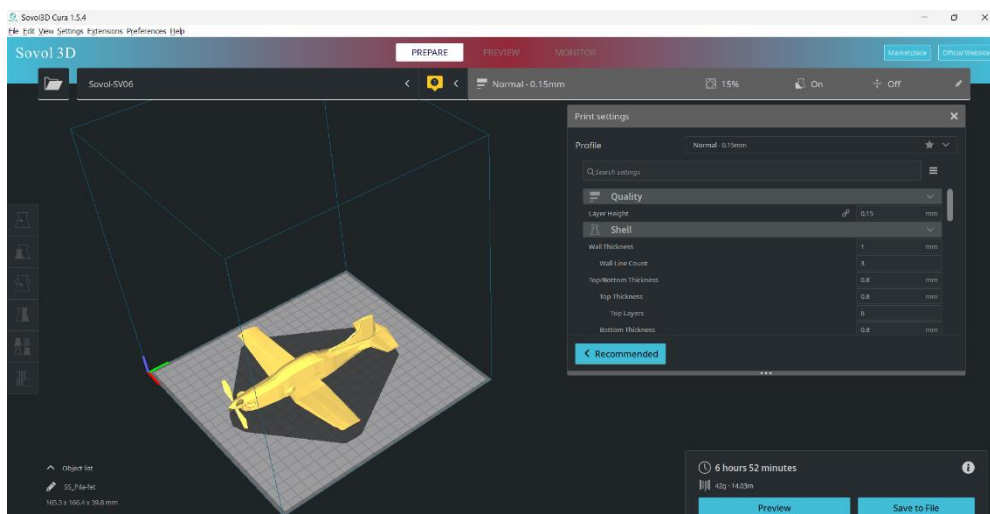 Sovol3D Cura 1.5.4
File Edit View Settings Extensions Preferences Help
Sovol 3D PREPARE PREVIEW MONITOR Marketplace Official Website
Sovol-SV06 Normal - 0.15mm 15% On Off
Print settings
Profile Normal - 0.15mm
Search settings
Quality
Layer Height 0.15 mm
Shell
Wall Thickness 1 mm
Wall Line Count 3
Top/Bottom Thickness 0.8 mm
Top Thickness 0.8 mm
Top Layers 6
Bottom Thickness 0.8 mm
Recommended
Object list
6 hours 52 minutes
42g · 14.03m
165.3 x 166.4 x 39.8 mm
Preview Save to File